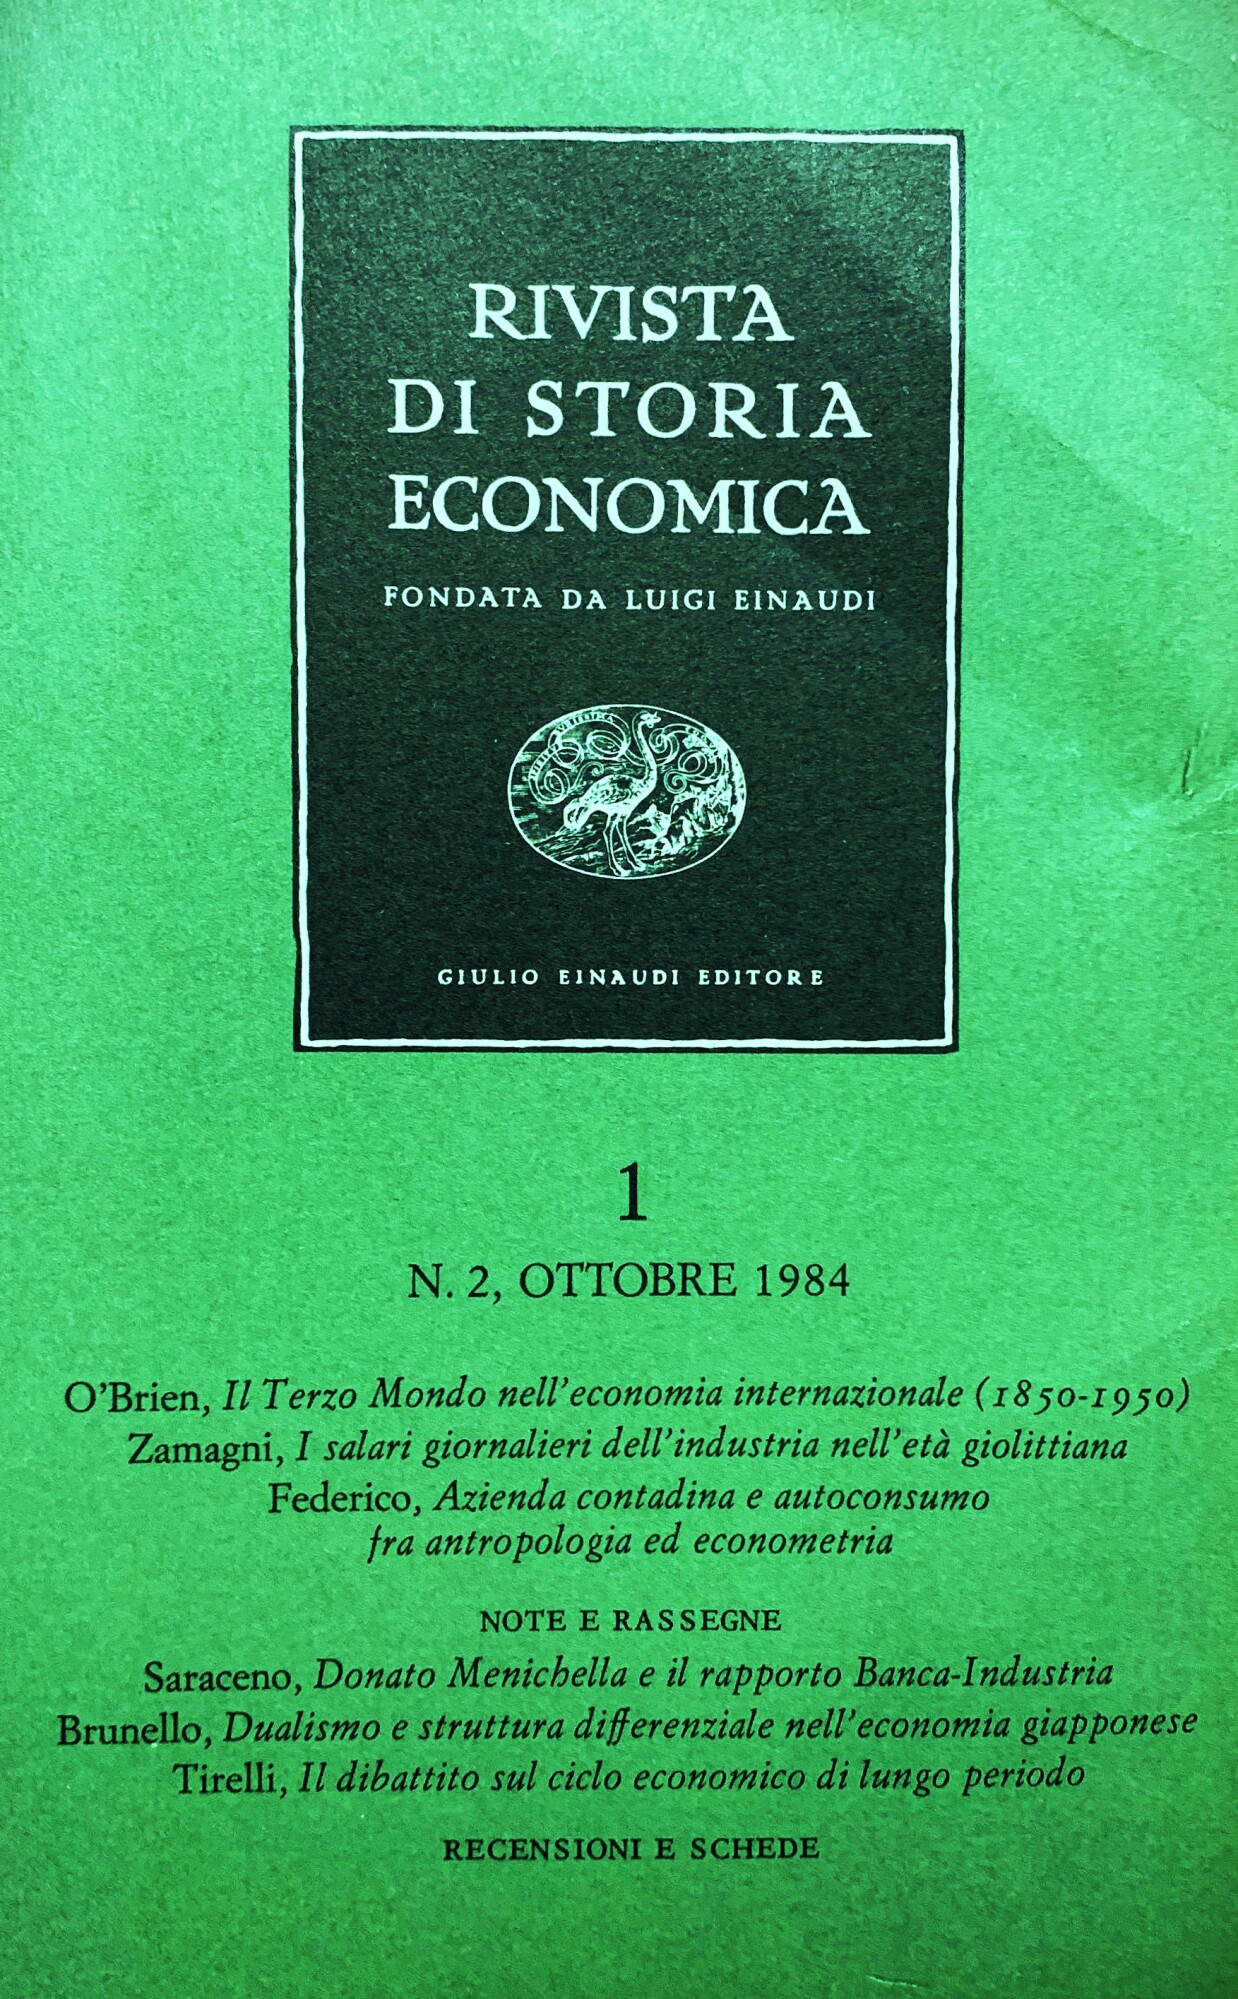 RIVISTA
DI STORIA
ECONOMICA
FONDATA DA LUIGI EINAUDI
GIULIO EINAUDI EDITORE
1
N. 2, OTTOBRE 1984
O'Brien, Il Terzo Mondo nell'economia internazionale (1850-1950)
Zamagni, I salari giornalieri dell'industria nell'età giolittiana
Federico, Azienda contadina e autoconsumo
fra antropologia ed econometria
NOTE E RASSEGNE
Saraceno, Donato Menichella e il rapporto Banca-Industria
Brunello, Dualismo e struttura differenziale nell'economia giapponese
Tirelli, Il dibattito sul ciclo economico di lungo periodo
RECENSIONI E SCHEDE